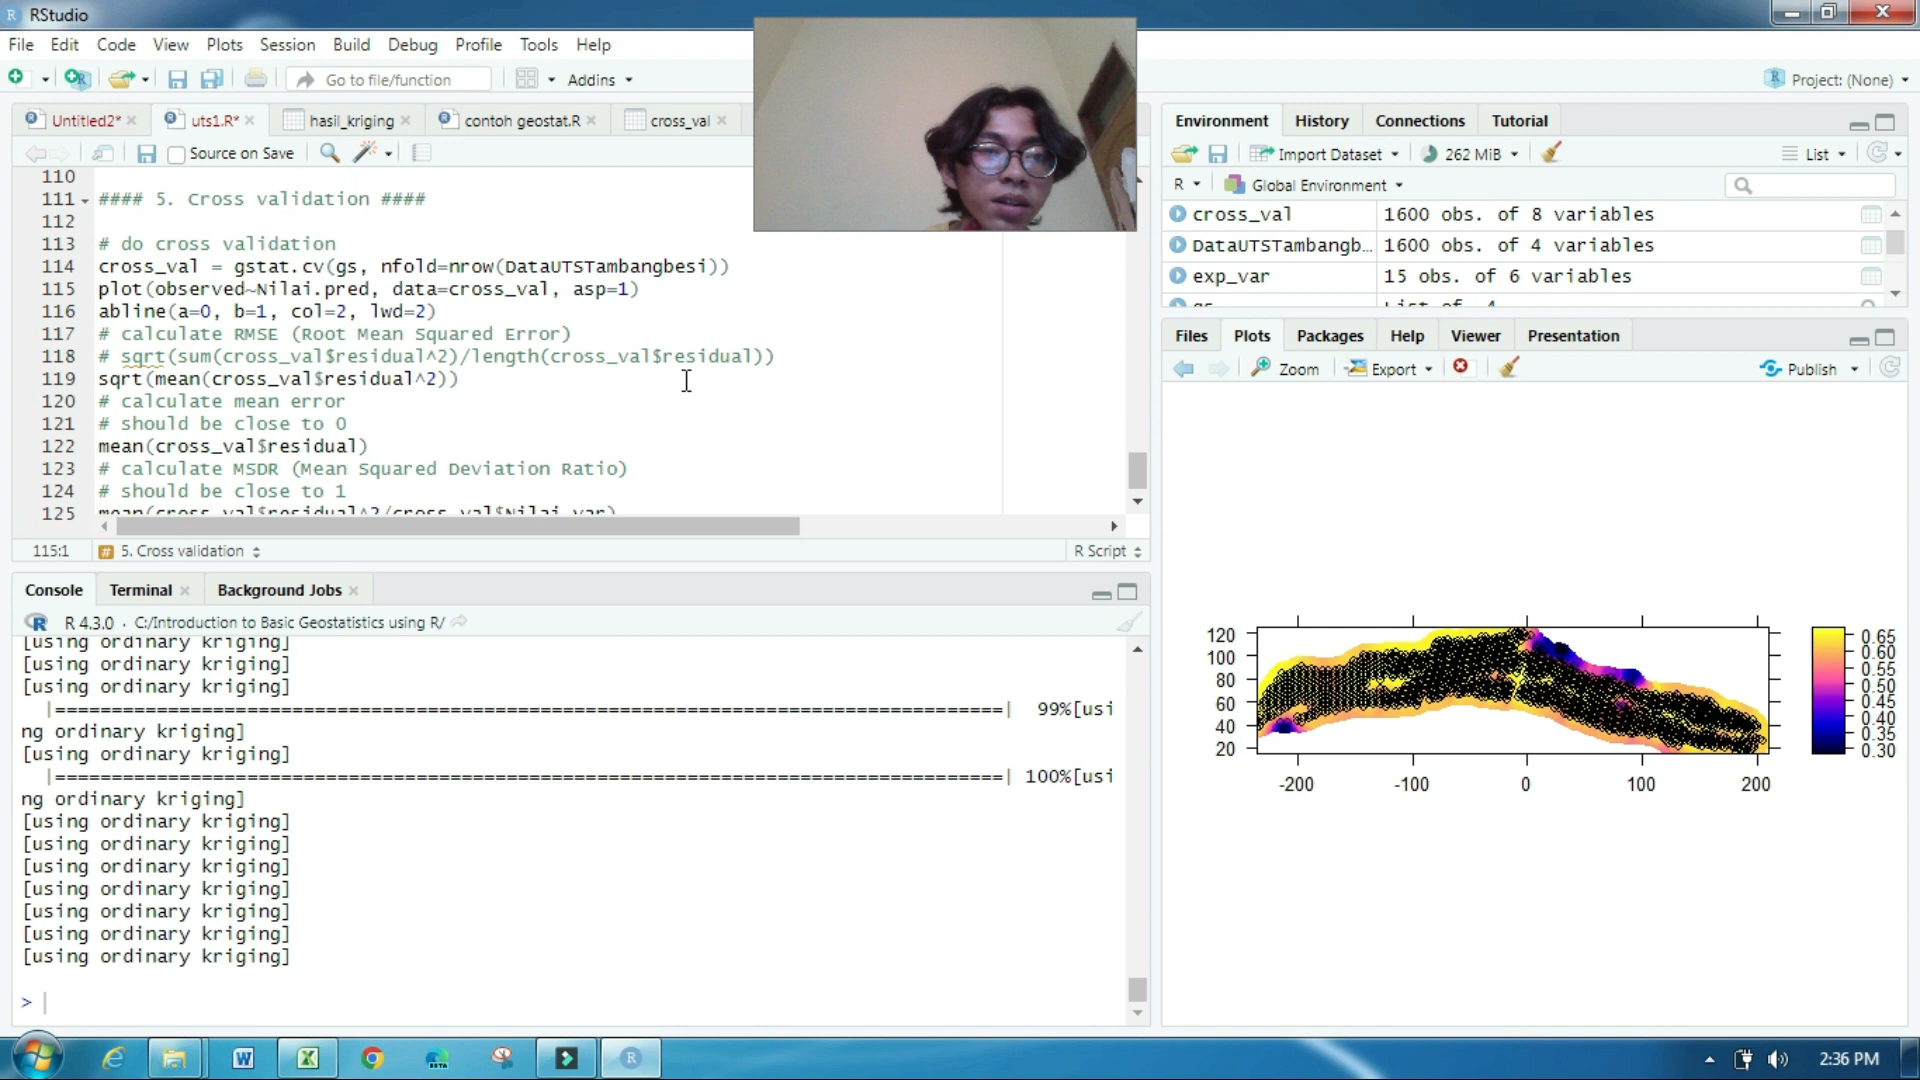 RStudio
File Edit Code View Plots Session Build Debug Profile Tools Help
Go to file/function Addins Project: (None)
Untitled2* uts1.R* hasil_kriging contoh geostat.R cross_val
Source on Save
110
111 #### 5. Cross validation ####
112
113 # do cross validation
114 cross_val = gstat.cv(gs, nfold=nrow(DataUTSTambangbesi))
115 plot(observed~Nilai.pred, data=cross_val, asp=1)
116 abline(a=0, b=1, col=2, lwd=2)
117 # calculate RMSE (Root Mean Squared Error)
118 # sqrt(sum(cross_val$residual^2)/length(cross_val$residual))
119 sqrt(mean(cross_val$residual^2))
120 # calculate mean error
121 # should be close to 0
122 mean(cross_val$residual)
123 # calculate MSDR (Mean Squared Deviation Ratio)
124 # should be close to 1
125 mean(cross_val$residual^2/cross_val$Nilai.var)
115:1 5. Cross validation R Script
Console Terminal Background Jobs
R 4.3.0 · C:/Introduction to Basic Geostatistics using R/
[using ordinary kriging]
[using ordinary kriging]
[using ordinary kriging]
|====================================================================================| 99%[usi
ng ordinary kriging]
[using ordinary kriging]
|====================================================================================| 100%[usi
ng ordinary kriging]
[using ordinary kriging]
[using ordinary kriging]
[using ordinary kriging]
[using ordinary kriging]
[using ordinary kriging]
[using ordinary kriging]
[using ordinary kriging]
>
Environment History Connections Tutorial
Import Dataset 262 MiB List
R Global Environment
cross_val 1600 obs. of 8 variables
DataUTSTambangb… 1600 obs. of 4 variables
exp_var 15 obs. of 6 variables
gs List of 4
Files Plots Packages Help Viewer Presentation
Zoom Export Publish
120
100
80
60
40
20
-200 -100 0 100 200
0.65
0.60
0.55
0.50
0.45
0.40
0.35
0.30
2:36 PM